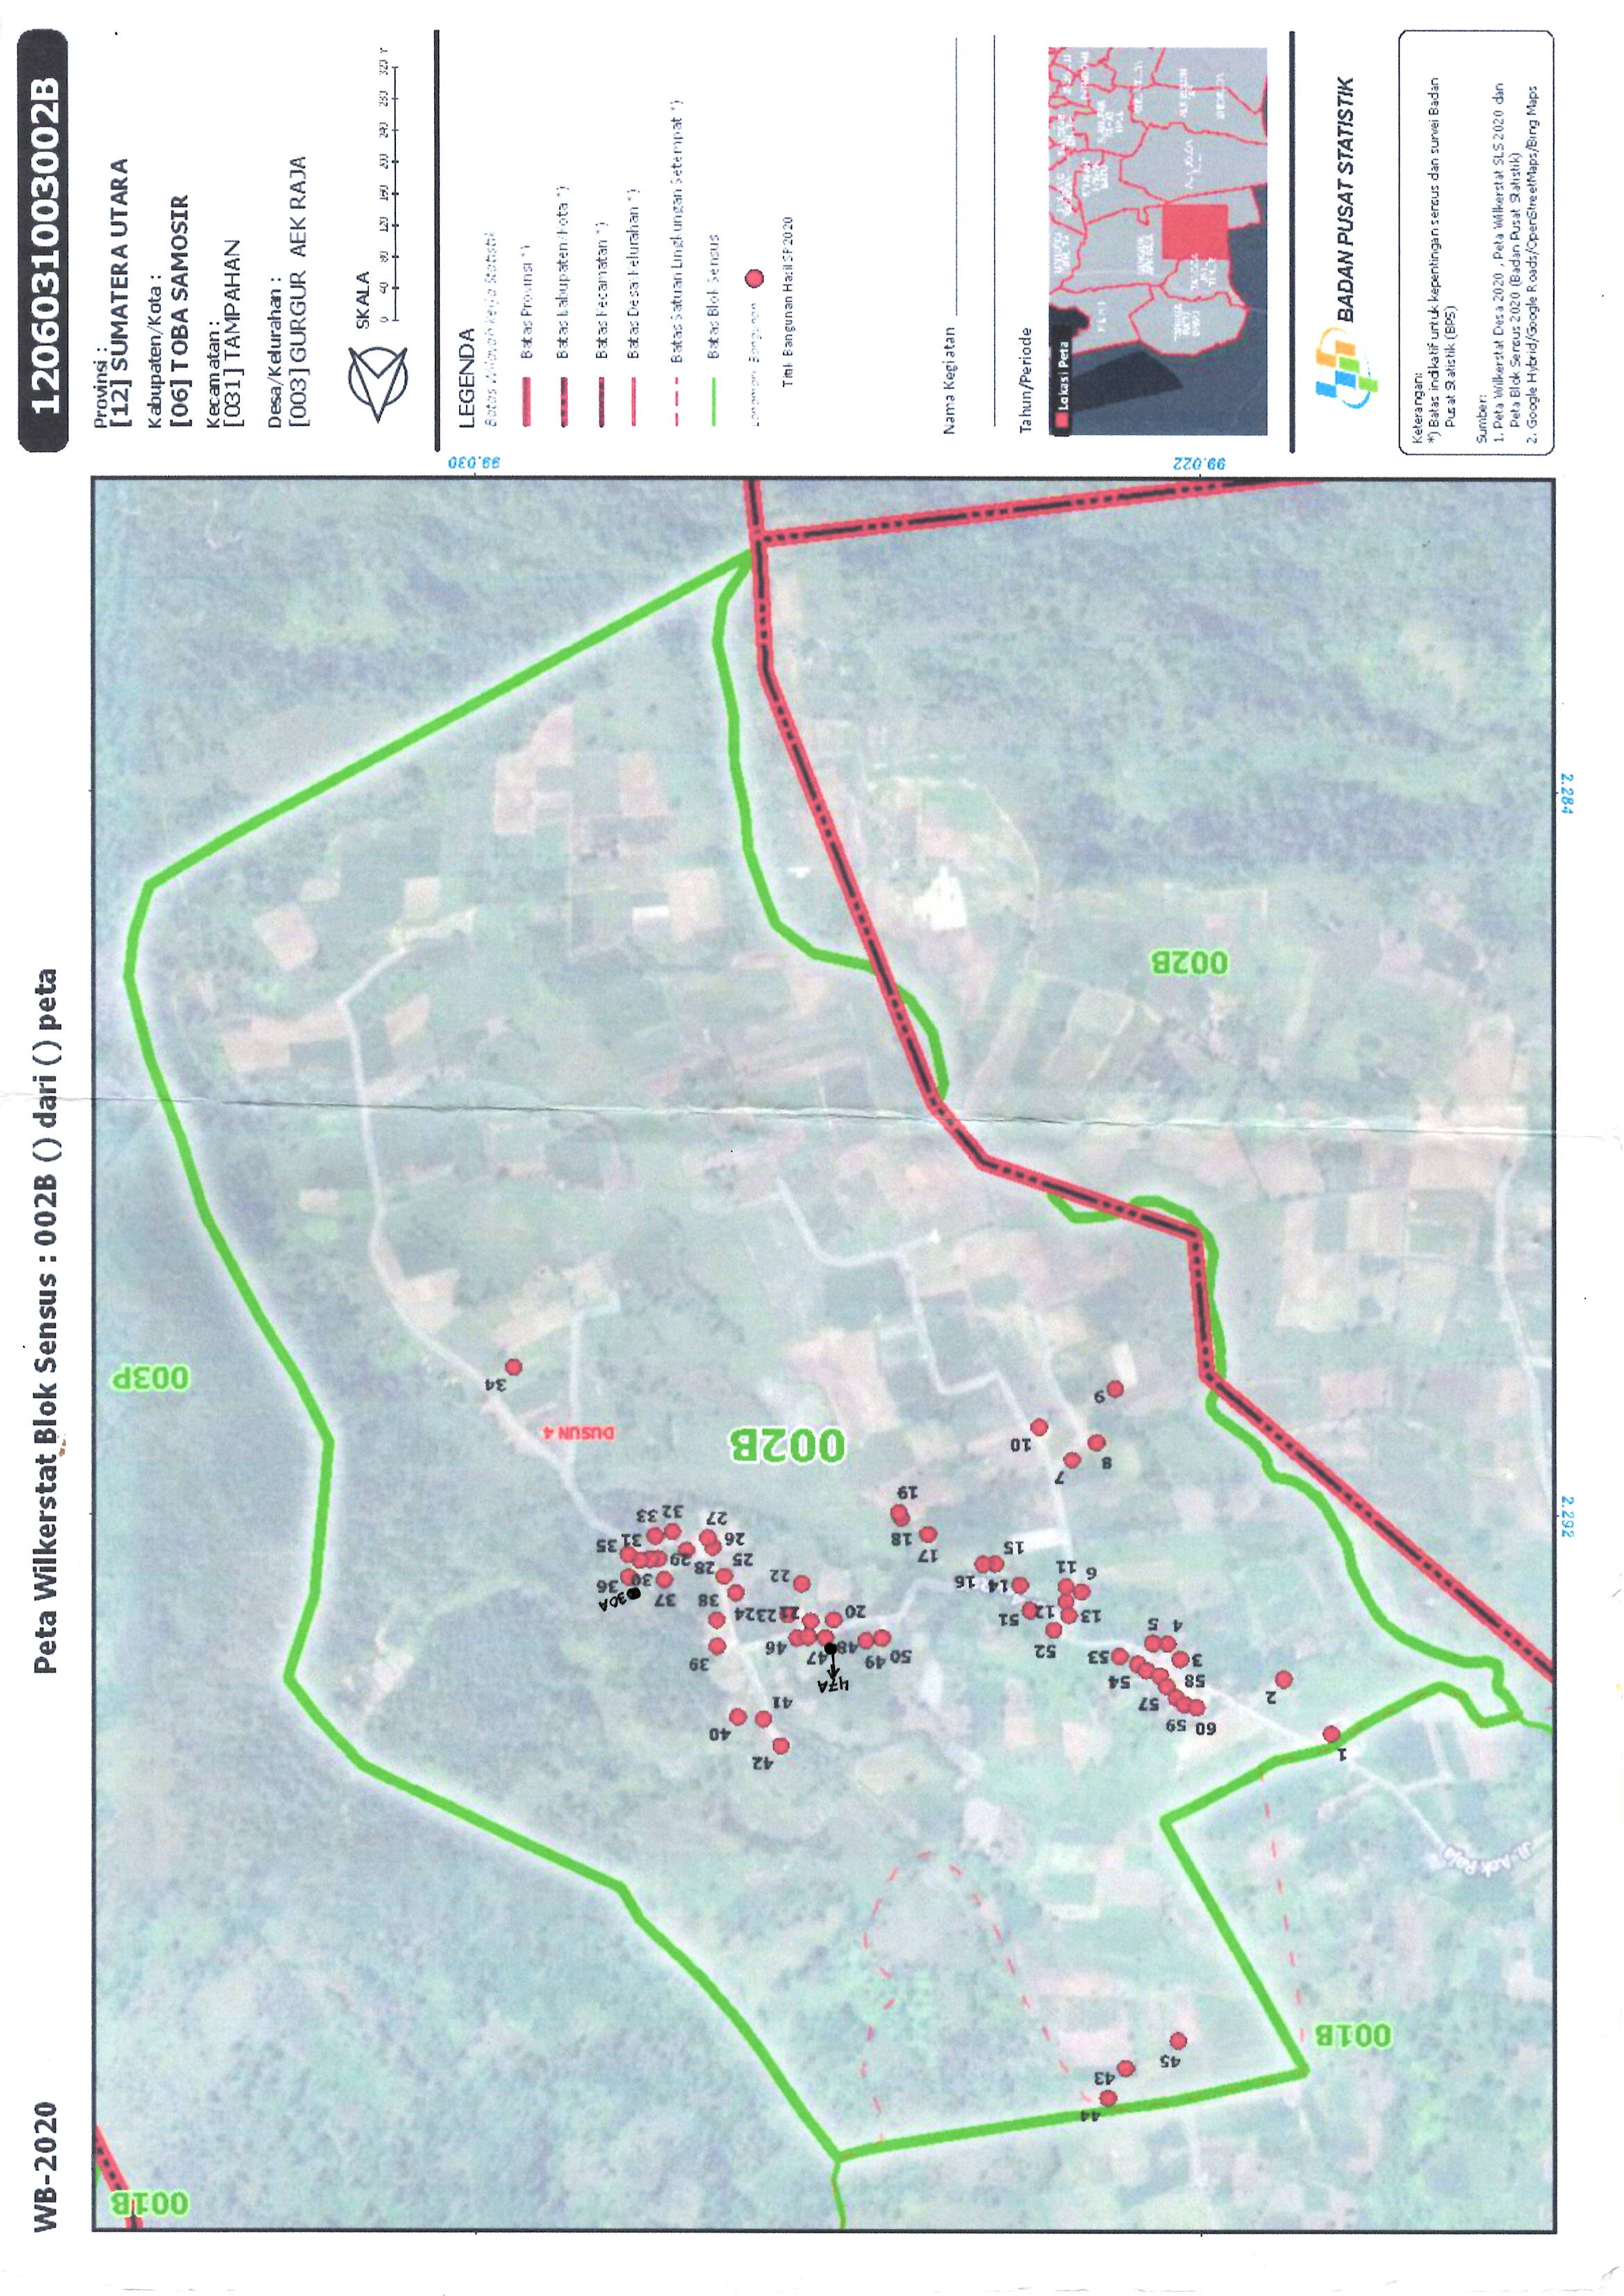 WB-2020
Peta Wilkerstat Blok Sensus : 002B () dari () peta
001B
44
43
45
001B
Jl. Aek Raja
1
2
60
59
57
58
54
3
53
4
5
52
13
12
51
6
11
14
16
15
17
18
19
7
8
10
9
42
40
41
47A
39
50
49
48
47
46
20
21
23
24
22
38
37
30A
30
36
25
28
29
26
27
31
35
32
33
34
002B
DUSUN 4
003P
002B
2.292
2.284
99.022
99.030
1206031003002B
Provinsi :
[12] SUMATERA UTARA
Kabupaten/Kota :
[06] TOBA SAMOSIR
Kecamatan :
[031] TAMPAHAN
Desa/Kelurahan :
[003] GURGUR AEK RAJA
SKALA
0 40 80 120 160 200 240 280 320
LEGENDA
Batas Wilayah Kerja Statistik
Batas Provinsi *)
Batas Kabupaten/Kota *)
Batas Kecamatan *)
Batas Desa/Kelurahan *)
Batas Satuan Lingkungan Setempat *)
Batas Blok Sensus
Titik Bangunan Hasil SP2020
Nama Kegiatan
Tahun/Periode
Lokasi Peta
BADAN PUSAT STATISTIK
Keterangan:
*) Batas indikatif untuk kepentingan sensus dan survei Badan
Pusat Statistik (BPS)
Sumber:
1. Peta Wilkerstat Desa 2020 , Peta Wilkerstat SLS 2020 dan
Peta Blok Sensus 2020 (Badan Pusat Statistik)
2. Google Hybrid/Google Roads/OpenStreetMaps/Bing Maps